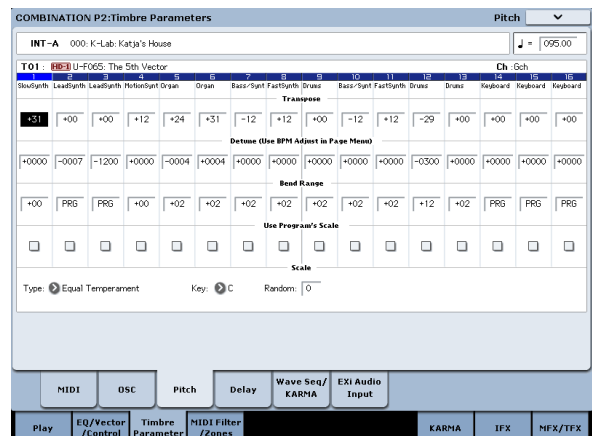 COMBINATION P2:Timbre Parameters Pitch
INT-A 000: K-Lab: Katja's House ♩ = 095.00
T01 : HD-1 U-F065: The 5th Vector Ch :Gch
1 2 3 4 5 6 7 8 9 10 11 12 13 14 15 16
SlowSynth LeadSynth LeadSynth MotionSynt Organ Organ Bass/Synt FastSynth Drums Bass/Synt FastSynth Drums Drums Keyboard Keyboard Keyboard
Transpose
+31 +00 +00 +12 +24 +31 -12 +12 +00 -12 +12 -29 +00 +00 +00 +00
Detune (Use BPM Adjust in Page Menu)
+0000 -0007 -1200 +0000 -0004 +0004 +0000 +0000 +0000 +0000 +0000 -0300 +0000 +0000 +0000 +0000
Bend Range
+00 PRG PRG +00 +02 +02 +02 +02 +02 +02 +02 +12 +02 PRG PRG PRG
Use Program's Scale
Scale
Type: Equal Temperament Key: C Random: 0
MIDI OSC Pitch Delay Wave Seq/ KARMA EXi Audio Input
Play EQ/Vector /Control Timbre Parameter MIDI Filter /Zones KARMA IFX MFX/TFX